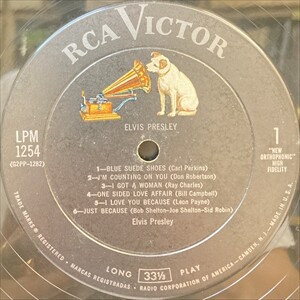 RCA VICTOR
ELVIS PRESLEY
LPM
1254
(G2PP-1282)
1
"NEW
ORTHOPHONIC"
HIGH
FIDELITY
1—BLUE SUEDE SHOES (Carl Perkins)
2—I'M COUNTING ON YOU (Don Robertson)
3—I GOT A WOMAN (Ray Charles)
4—ONE SIDED LOVE AFFAIR (Bill Campbell)
5—I LOVE YOU BECAUSE (Leon Payne)
6—JUST BECAUSE (Bob Shelton-Joe Shelton-Sid Robin)
Elvis Presley
LONG 33⅓ PLAY
TRADE MARKS ® REGISTERED • MARCAS REGISTRADAS • RADIO CORPORATION OF AMERICA • CAMDEN, N.J. • MADE IN U.S.A.